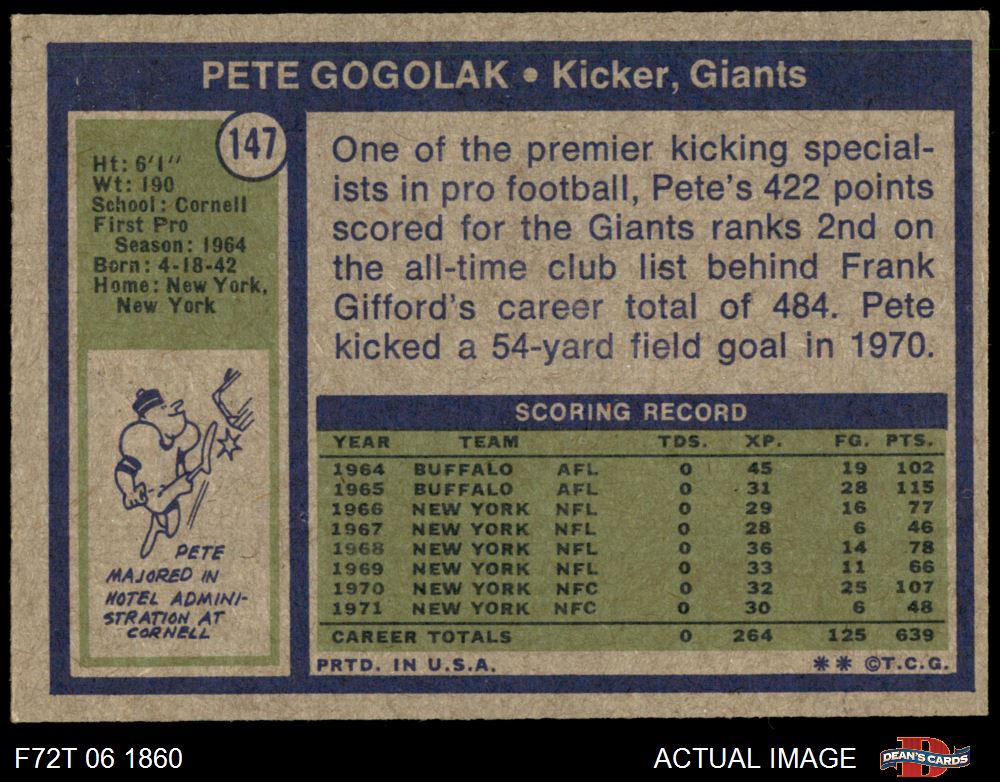 PETE GOGOLAK • Kicker, Giants
147
Ht: 6'1"
Wt: 190
School: Cornell
First Pro
Season: 1964
Born: 4-18-42
Home: New York,
New York
PETE
MAJORED IN
HOTEL ADMINI-
STRATION AT
CORNELL
One of the premier kicking special-
ists in pro football, Pete's 422 points
scored for the Giants ranks 2nd on
the all-time club list behind Frank
Gifford's career total of 484. Pete
kicked a 54-yard field goal in 1970.
SCORING RECORD
YEAR TEAM TDS. XP. FG. PTS.
1964 BUFFALO AFL 0 45 19 102
1965 BUFFALO AFL 0 31 28 115
1966 NEW YORK NFL 0 29 16 77
1967 NEW YORK NFL 0 28 6 46
1968 NEW YORK NFL 0 36 14 78
1969 NEW YORK NFL 0 33 11 66
1970 NEW YORK NFC 0 32 25 107
1971 NEW YORK NFC 0 30 6 48
CAREER TOTALS 0 264 125 639
PRTD. IN U.S.A. ** ©T.C.G.
F72T 06 1860 ACTUAL IMAGE DEAN'S CARDS